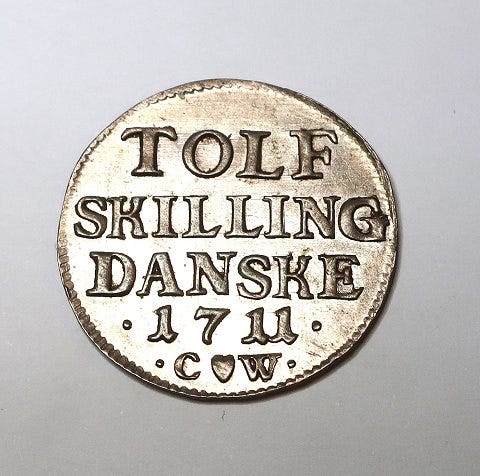 TOLF
SKILLING
DANSKE
·1711·
·C♥W·